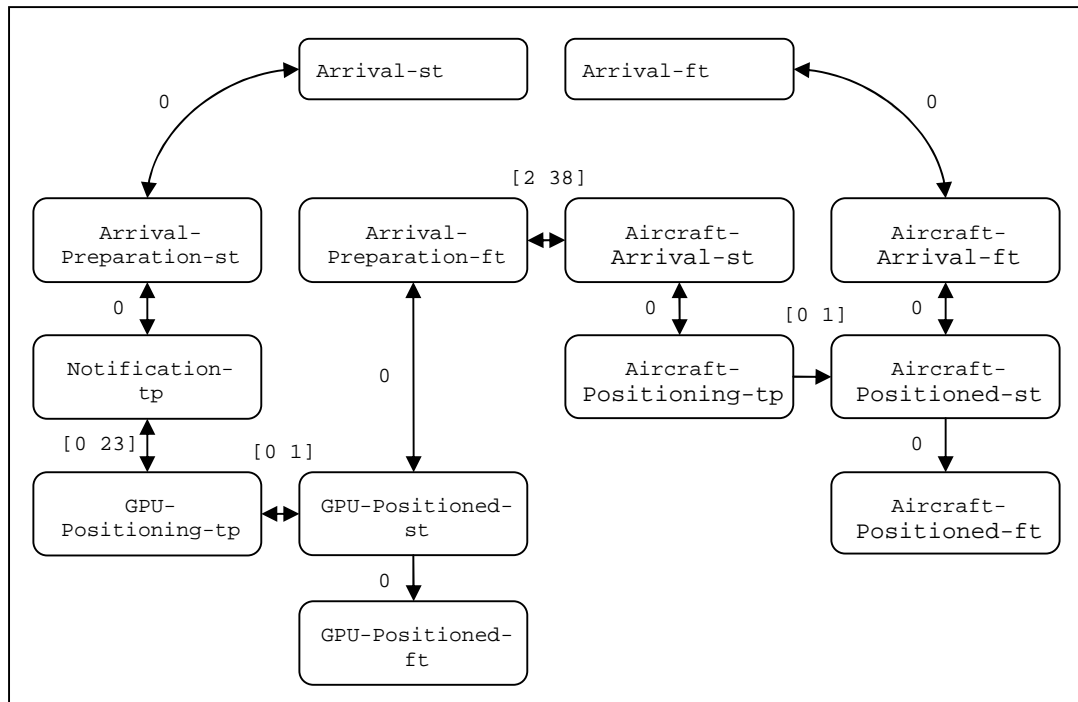 Arrival-st
Arrival-ft
0
0
[2 38]
Arrival-
Preparation-st
Arrival-
Preparation-ft
Aircraft-
Arrival-st
Aircraft-
Arrival-ft
0
0
[0 1]
0
Notification-
tp
0
Aircraft-
Positioning-tp
Aircraft-
Positioned-st
[0 23]
[0 1]
0
GPU-
Positioning-tp
GPU-Positioned-
st
Aircraft-
Positioned-ft
0
GPU-Positioned-
ft